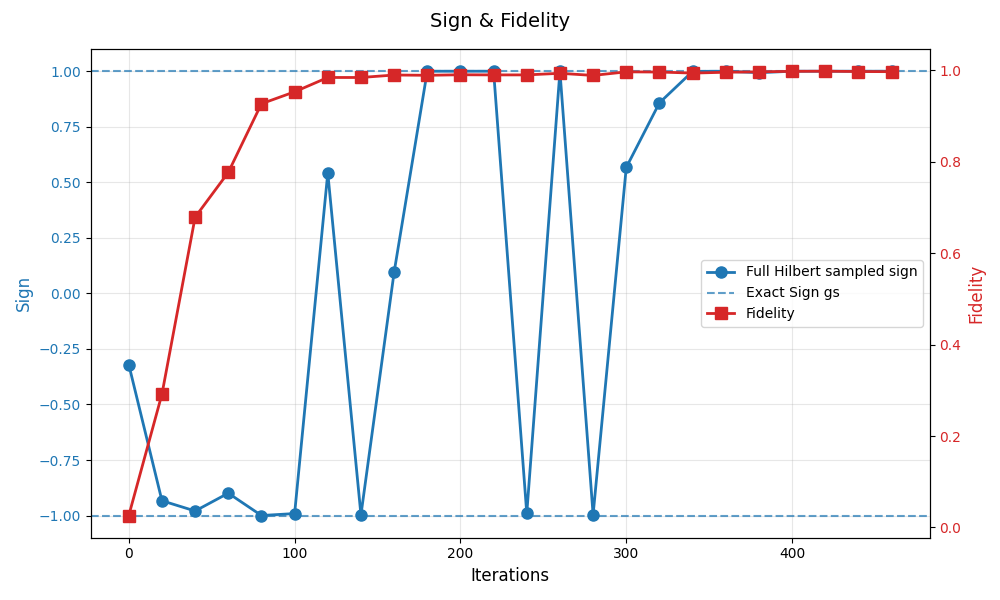 Sign & Fidelity
1.00
0.75
0.50
0.25
0.00
−0.25
−0.50
−0.75
−1.00
Sign
1.0
0.8
0.6
0.4
0.2
0.0
Fidelity
Full Hilbert sampled sign
Exact Sign gs
Fidelity
0
100
200
300
400
Iterations